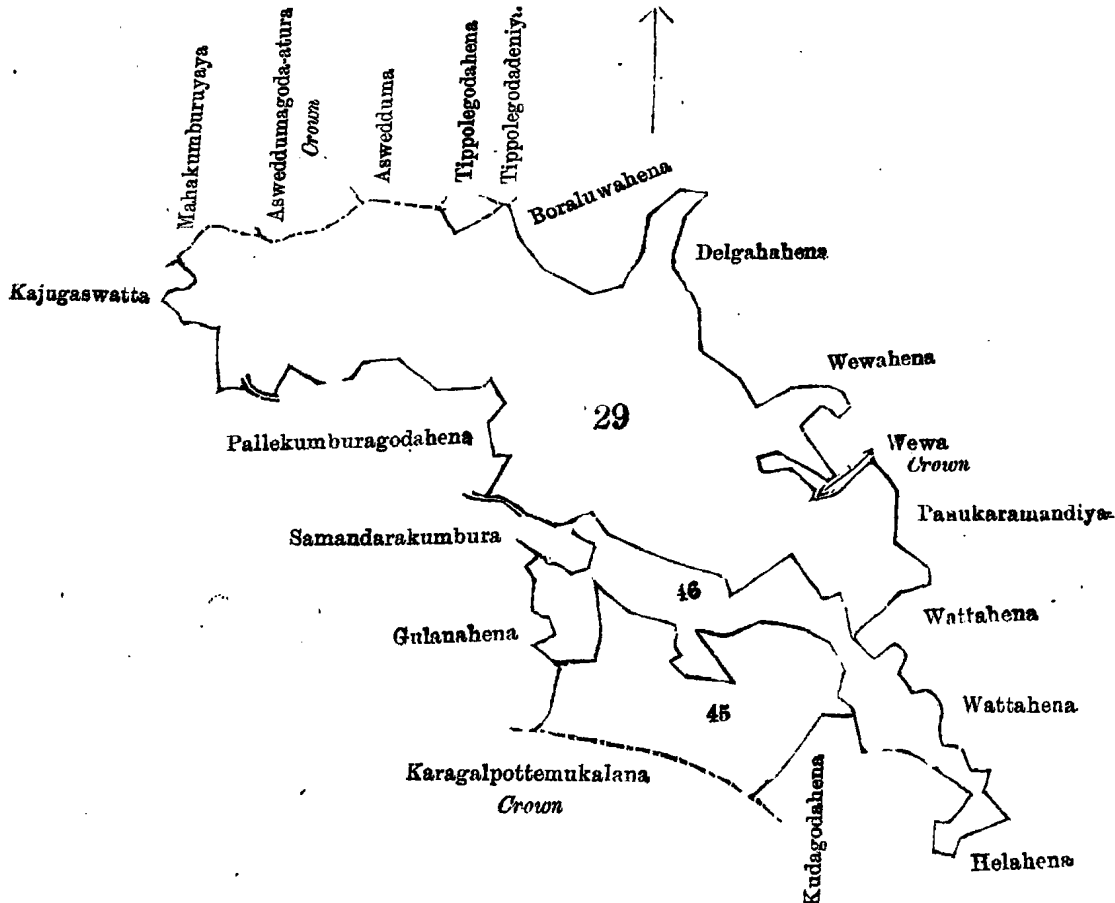 Mahakumburuyaya
Asweddumagoda-atura
Crown
Aswedduma
Tippolegodahena
Tippolegodadeniya
Boraluwahena
Delgahahena
Kajugaswatta
Wewahena
29
Pallekumburagodahena
Wewa
Crown
Panukaramandiya
Samandarakumbura
46
Wattahena
Gulanahena
Wattahena
45
Karagalpottemukalana
Crown
Kudagodahena
Helahena